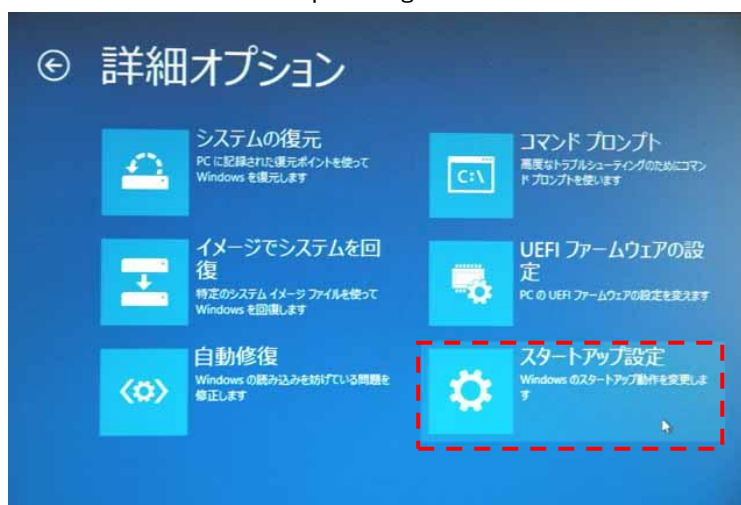 詳細オプション
システムの復元
PC に記録された復元ポイントを使って
Windows を復元します
コマンド プロンプト
高度なトラブルシューティングのためにコマン
ド プロンプトを使います
C:\
イメージでシステムを回
復
特定のシステム イメージ ファイルを使って
Windows を回復します
UEFI ファームウェアの設
定
PC の UEFI ファームウェアの設定を変えます
自動修復
Windows の読み込みを妨げている問題を
修正します
スタートアップ設定
Windows のスタートアップ動作を変更しま
す